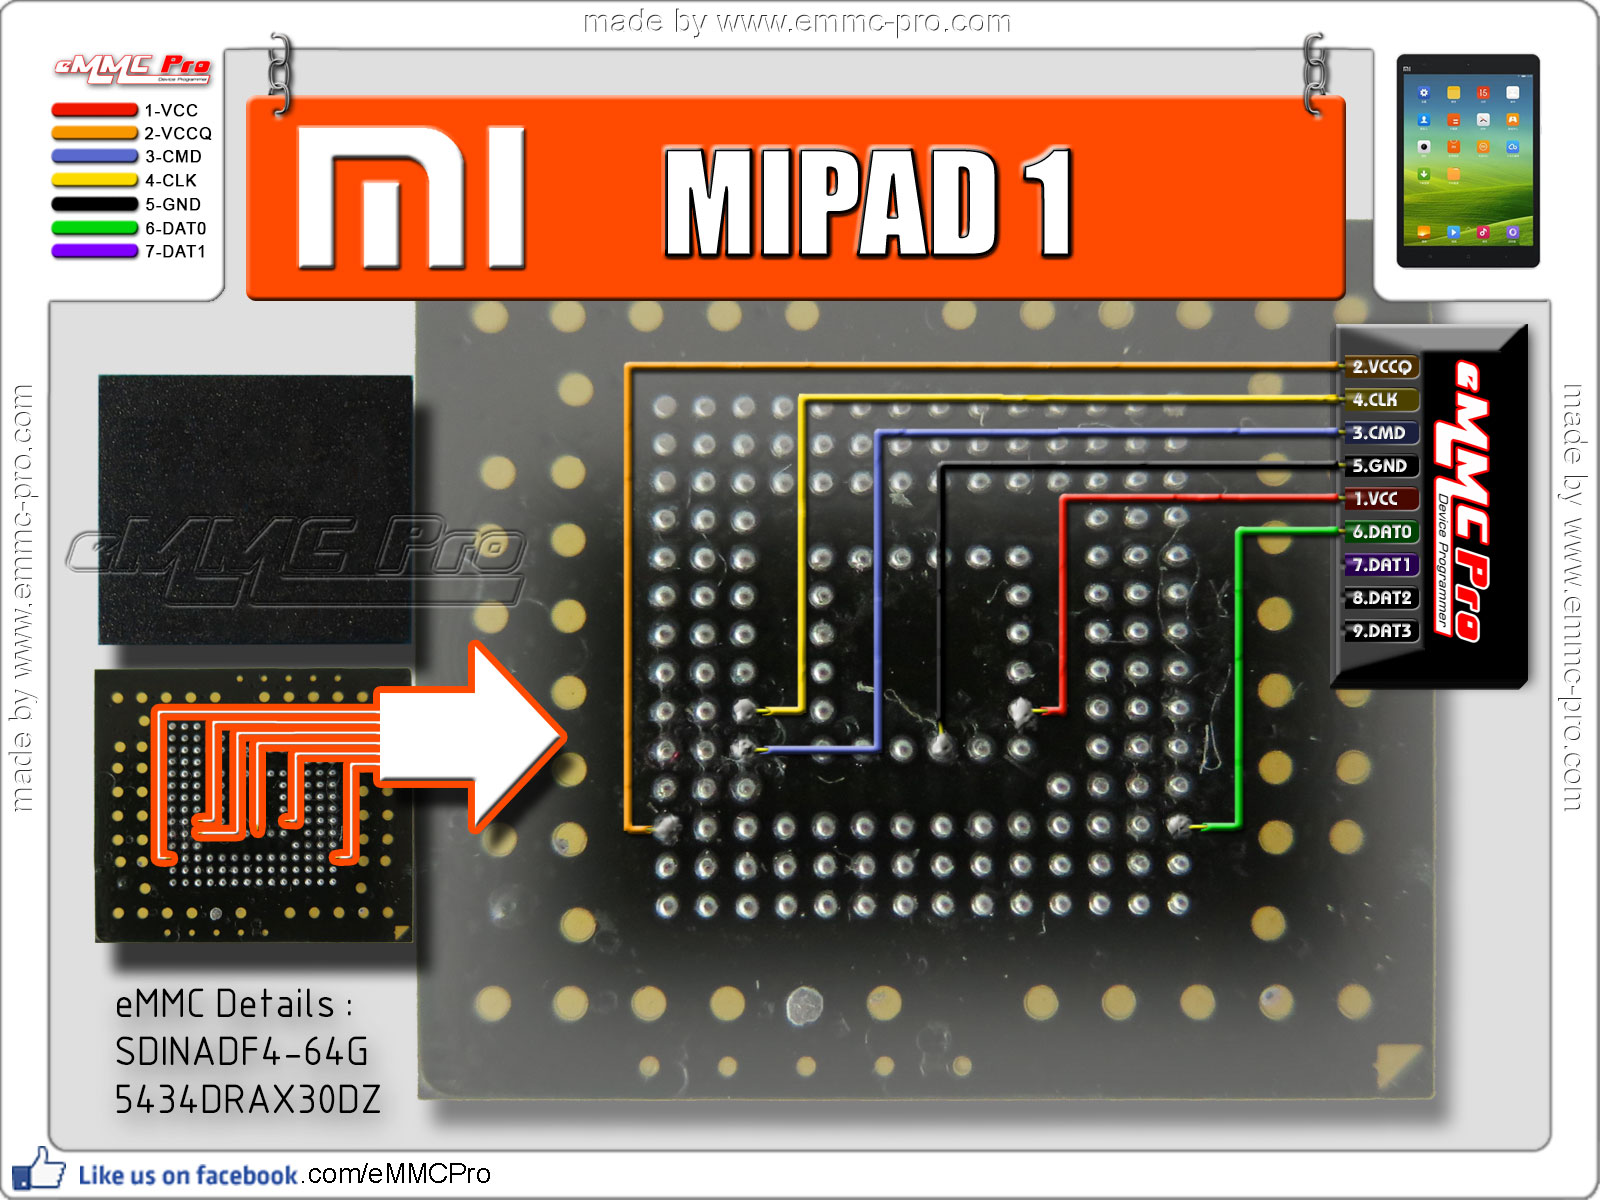 made by www.emmc-pro.com
eMMC Pro
Device Programmer
1-VCC
2-VCCQ
3-CMD
4-CLK
5-GND
6-DAT0
7-DAT1
mi
MIPAD 1
mi
15
2.VCCQ
4.CLK
3.CMD
5.GND
1.VCC
6.DAT0
7.DAT1
8.DAT2
9.DAT3
eMMC Pro
Device Programmer
made by www.emmc-pro.com
made by www.emmc-pro.com
eMMC Pro
eMMC Details :
SDINADF4-64G
5434DRAX30DZ
Like us on facebook.com/eMMCPro